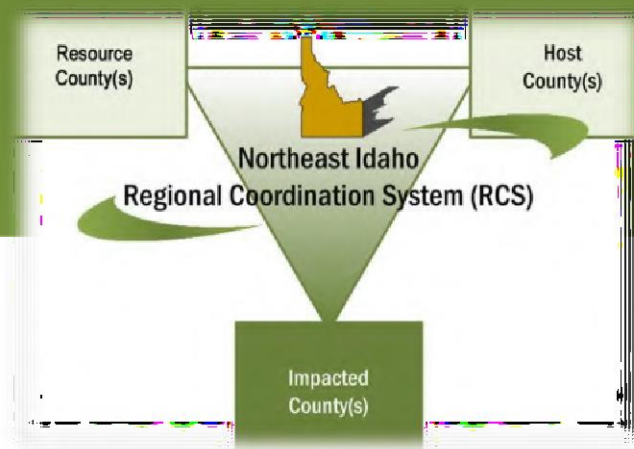 Resource
County(s)
Host
County(s)
Northeast Idaho
Regional Coordination System (RCS)
Impacted
County(s)